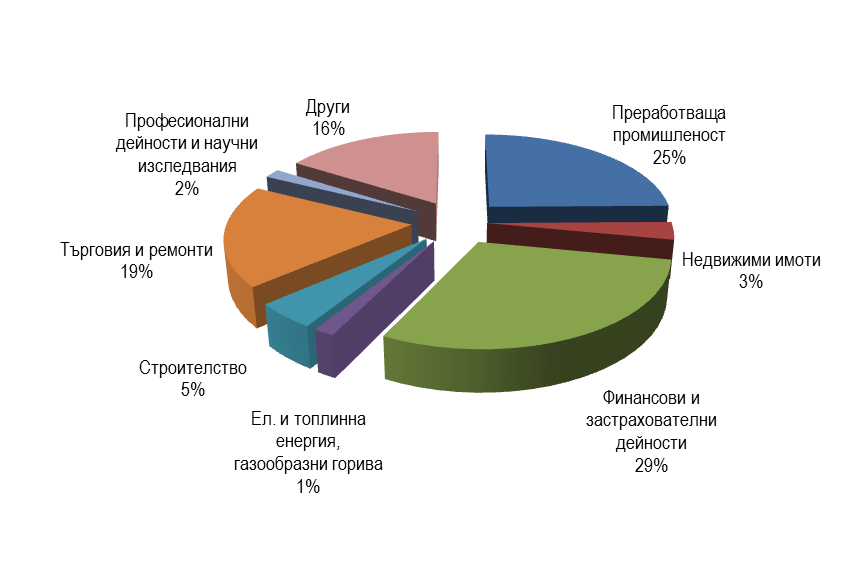 Други
16%
Преработваща
промишленост
25%
Професионални
дейности и научни
изследвания
2%
Търговия и ремонти
19%
Недвижими имоти
3%
Строителство
5%
Ел. и топлинна
енергия,
газообразни горива
1%
Финансови и
застрахователни
дейности
29%